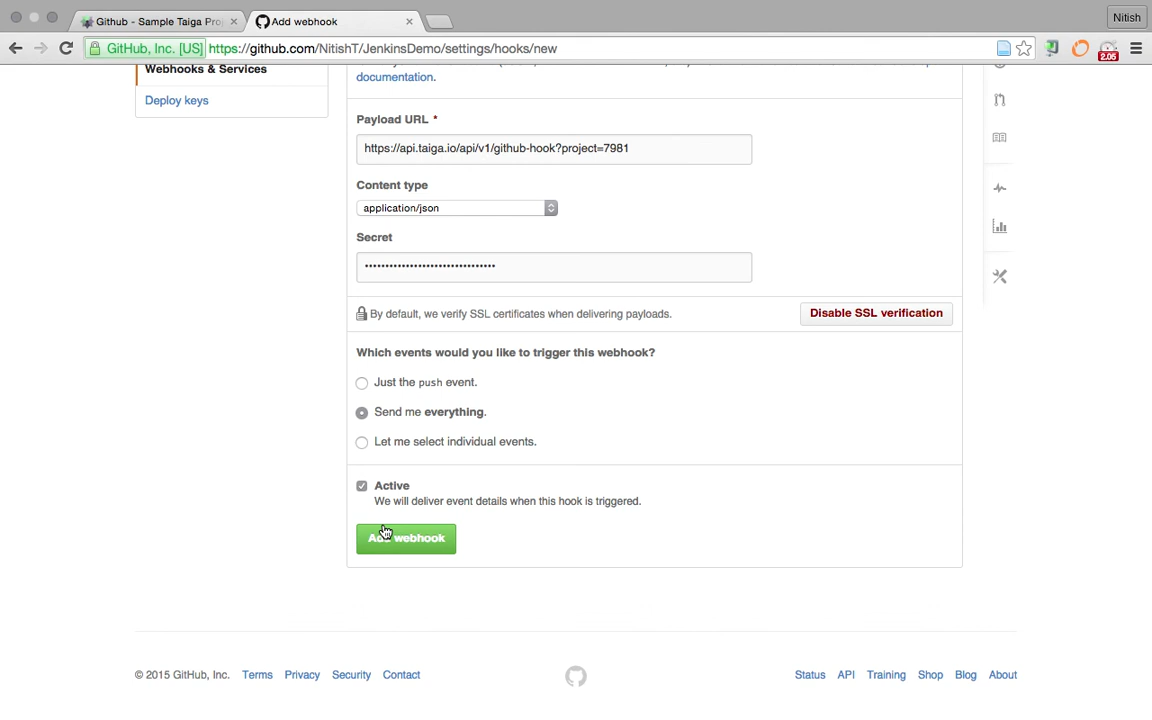 Github - Sample Taiga Pro
Add webhook
Nitish
GitHub, Inc. [US] https://github.com/NitishT/JenkinsDemo/settings/hooks/new
2.05
Webhooks & Services
Deploy keys
documentation.
Payload URL *
https://api.taiga.io/api/v1/github-hook?project=7981
Content type
application/json
Secret
By default, we verify SSL certificates when delivering payloads.
Disable SSL verification
Which events would you like to trigger this webhook?
Just the push event.
Send me everything.
Let me select individual events.
Active
We will deliver event details when this hook is triggered.
Add webhook
© 2015 GitHub, Inc. Terms Privacy Security Contact
Status API Training Shop Blog About